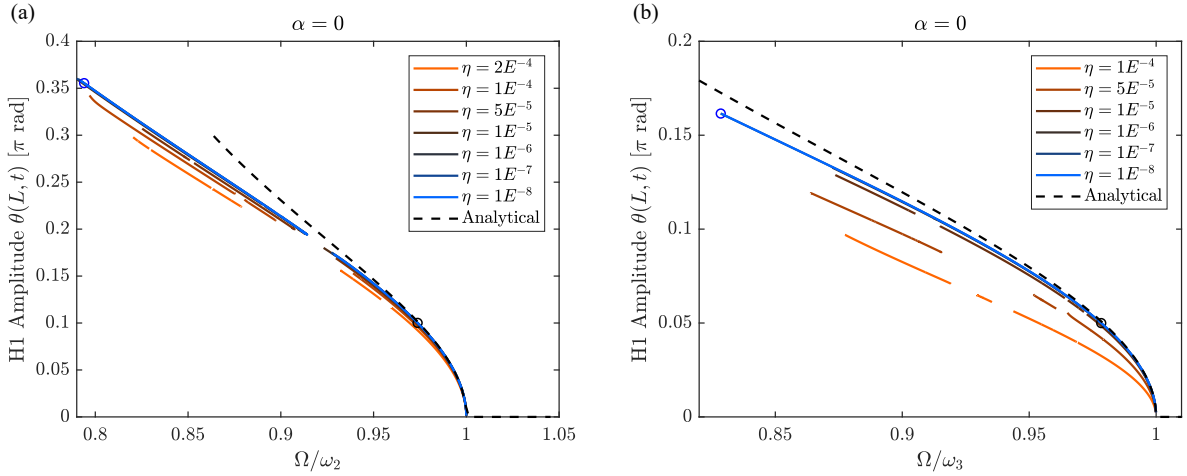 (a)
α = 0
H1 Amplitude θ(L, t) [π rad]
0.4
0.35
0.3
0.25
0.2
0.15
0.1
0.05
0
0.8
0.85
0.9
0.95
1
1.05
Ω/ω₂
η = 2E⁻4
η = 1E⁻4
η = 5E⁻5
η = 1E⁻5
η = 1E⁻6
η = 1E⁻7
η = 1E⁻8
Analytical
(b)
α = 0
H1 Amplitude θ(L, t) [π rad]
0.2
0.15
0.1
0.05
0
0.85
0.9
0.95
1
Ω/ω₃
η = 1E⁻4
η = 5E⁻5
η = 1E⁻5
η = 1E⁻6
η = 1E⁻7
η = 1E⁻8
Analytical